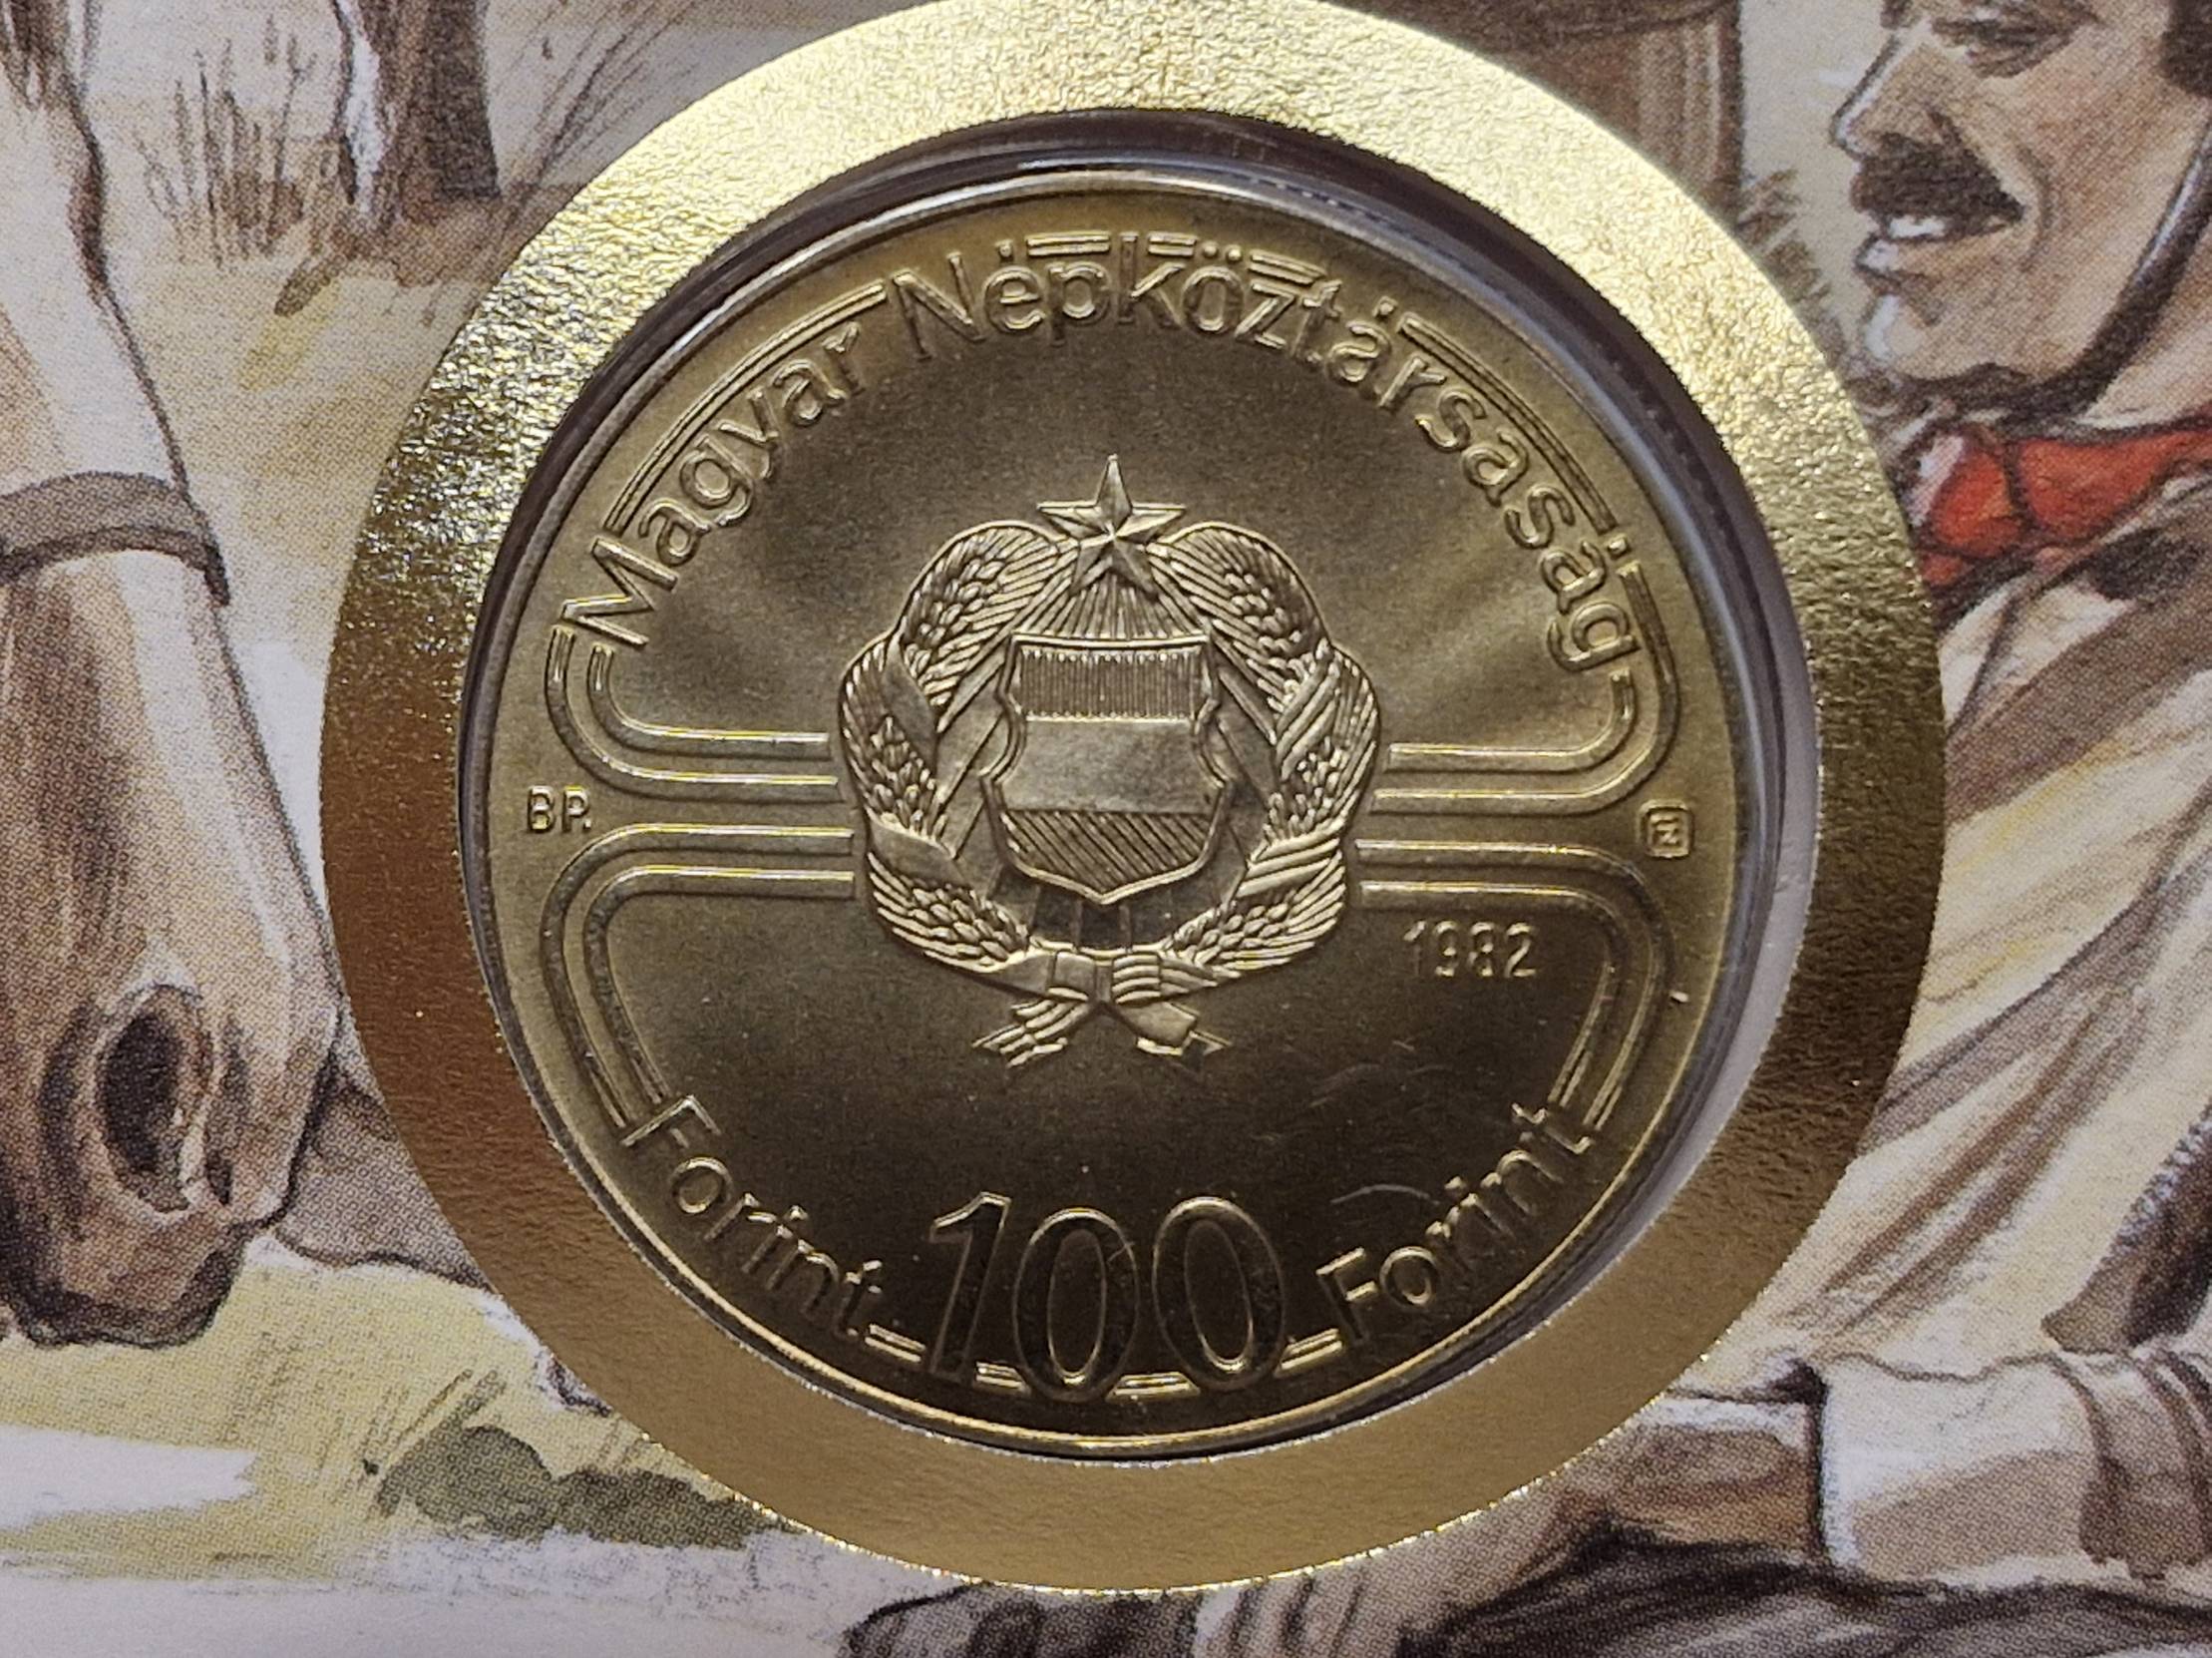 Magyar Népköztársaság
BP.
1982
Forint 100 Forint